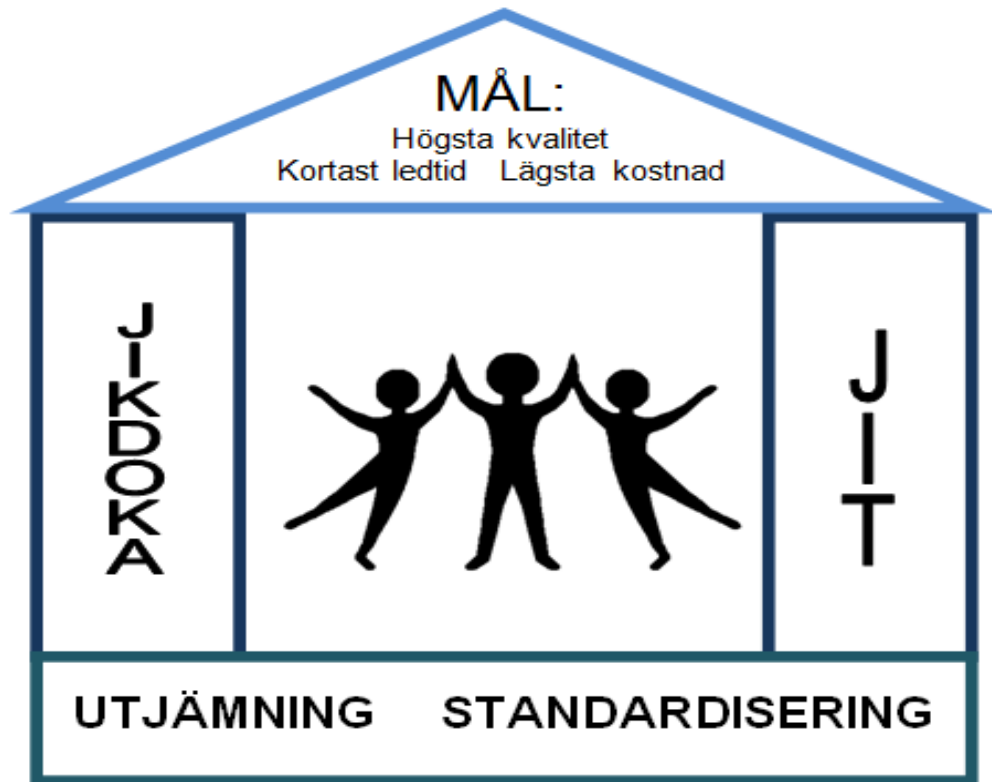 MÅL:
Högsta kvalitet
Kortast ledtid Lägsta kostnad
JIKDOKA
JIT
UTJÄMNING STANDARDISERING